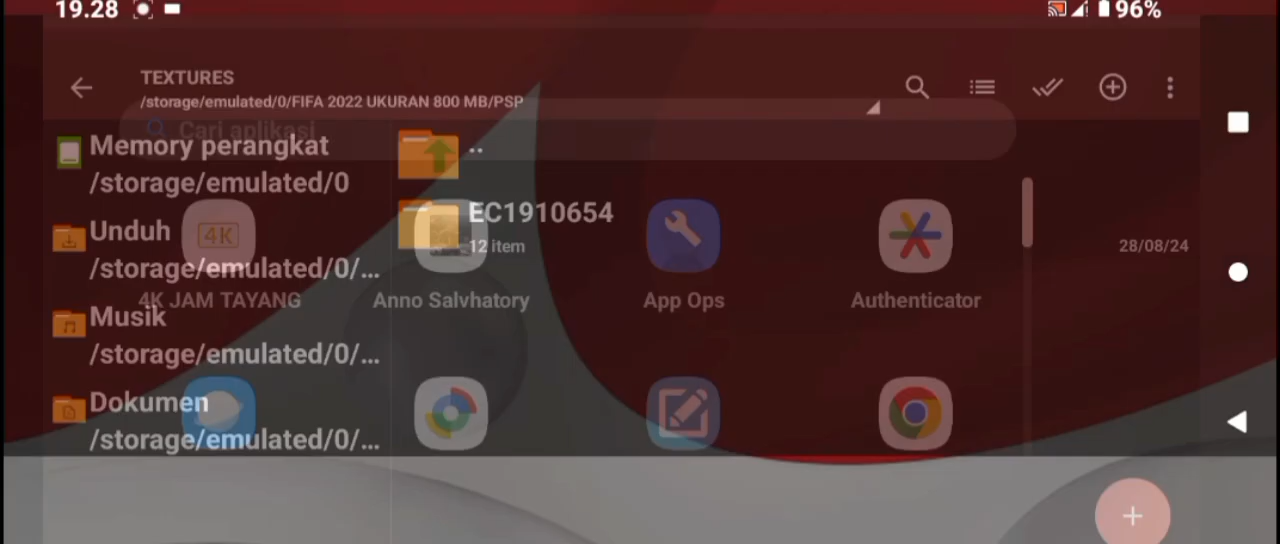 19.28
96%
TEXTURES
/storage/emulated/0/FIFA 2022 UKURAN 800 MB/PSP
Cari aplikasi
Memory perangkat
/storage/emulated/0
..
Unduh
/storage/emulated/0/...
EC1910654
12 item
28/08/24
4K
4K JAM TAYANG
Anno Salvhatory
App Ops
Authenticator
Musik
/storage/emulated/0/...
Dokumen
/storage/emulated/0/...